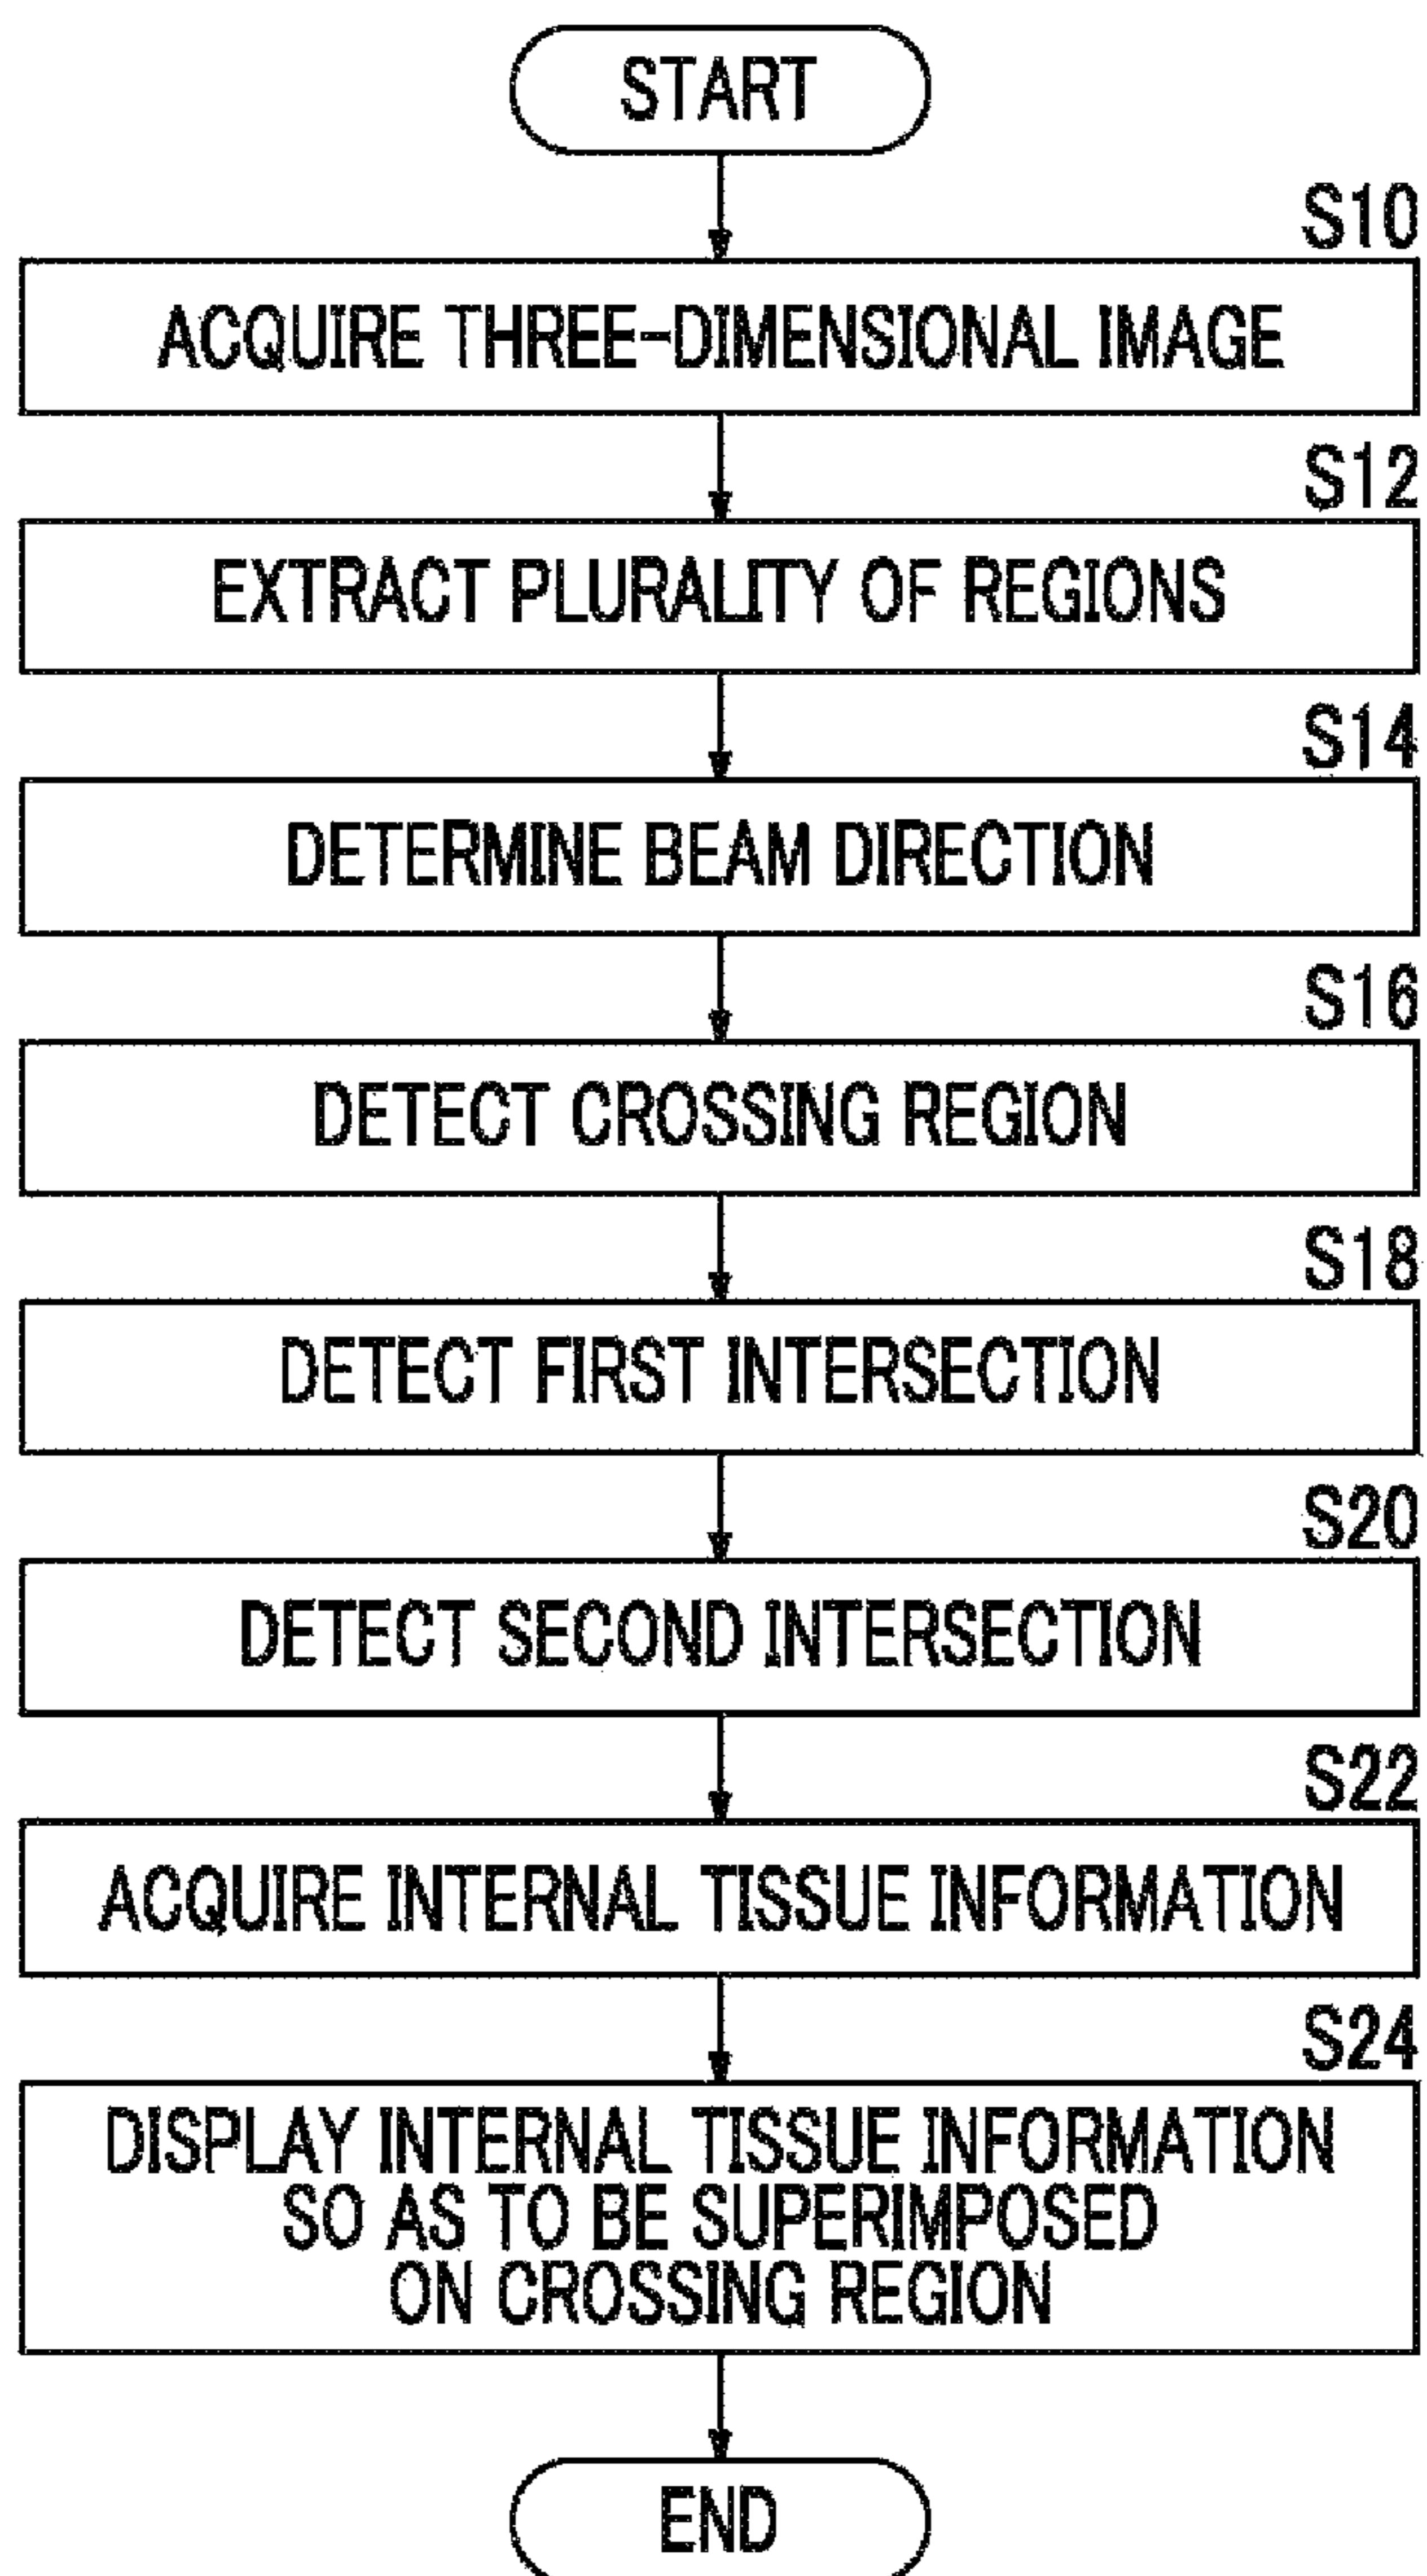 START
S10
ACQUIRE THREE-DIMENSIONAL IMAGE
S12
EXTRACT PLURALITY OF REGIONS
S14
DETERMINE BEAM DIRECTION
S16
DETECT CROSSING REGION
S18
DETECT FIRST INTERSECTION
S20
DETECT SECOND INTERSECTION
S22
ACQUIRE INTERNAL TISSUE INFORMATION
S24
DISPLAY INTERNAL TISSUE INFORMATION
SO AS TO BE SUPERIMPOSED
ON CROSSING REGION
END